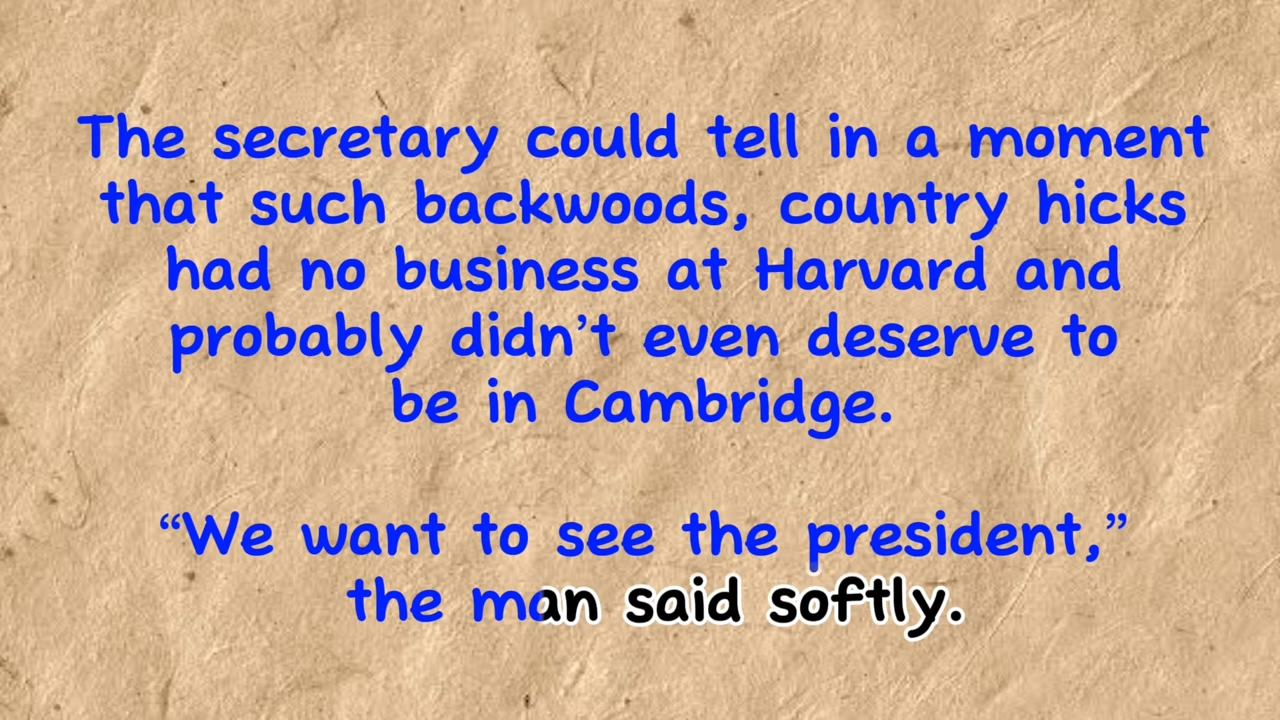 The secretary could tell in a moment
that such backwoods, country hicks
had no business at Harvard and
probably didn’t even deserve to
be in Cambridge.
“We want to see the president,”
the man said softly.